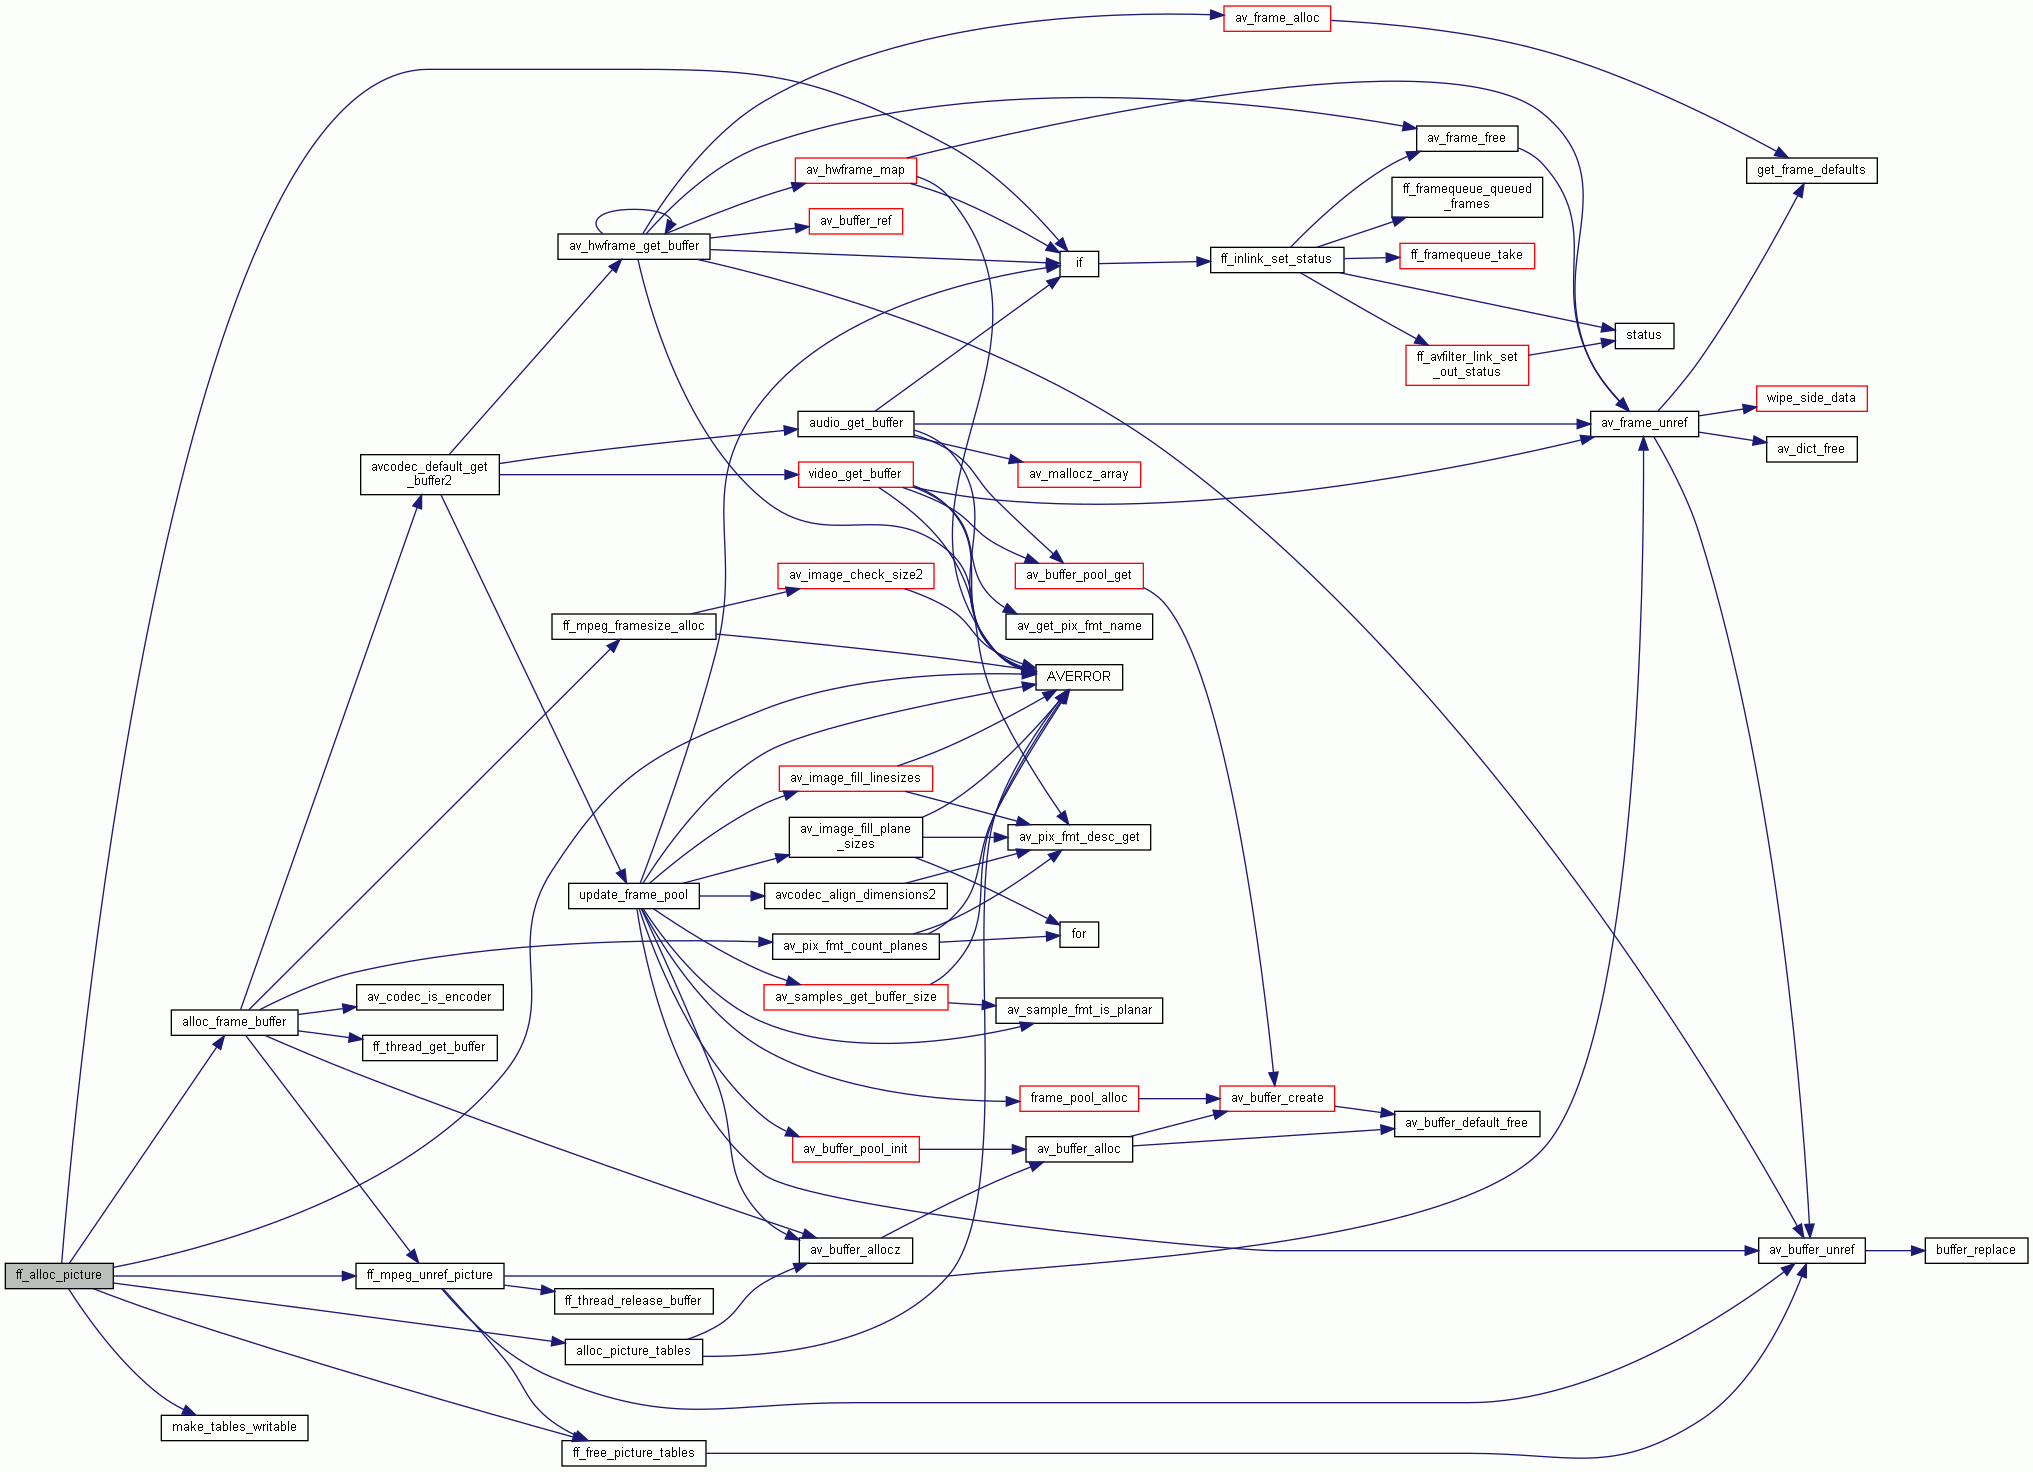 av_frame_alloc
av_frame_free
av_hwframe_map
get_frame_defaults
ff_framequeue_queued
_frames
av_buffer_ref
av_hwframe_get_buffer
ff_inlink_set_status
ff_framequeue_take
if
status
ff_avfilter_link_set
_out_status
wipe_side_data
audio_get_buffer
av_frame_unref
av_dict_free
avcodec_default_get
_buffer2
video_get_buffer
av_mallocz_array
av_image_check_size2
av_buffer_pool_get
ff_mpeg_framesize_alloc
av_get_pix_fmt_name
AVERROR
av_image_fill_linesizes
av_image_fill_plane
_sizes
av_pix_fmt_desc_get
update_frame_pool
avcodec_align_dimensions2
for
av_pix_fmt_count_planes
av_codec_is_encoder
av_samples_get_buffer_size
av_sample_fmt_is_planar
alloc_frame_buffer
ff_thread_get_buffer
frame_pool_alloc
av_buffer_create
av_buffer_default_free
av_buffer_pool_init
av_buffer_alloc
av_buffer_allocz
av_buffer_unref
buffer_replace
ff_alloc_picture
ff_mpeg_unref_picture
ff_thread_release_buffer
alloc_picture_tables
make_tables_writable
ff_free_picture_tables